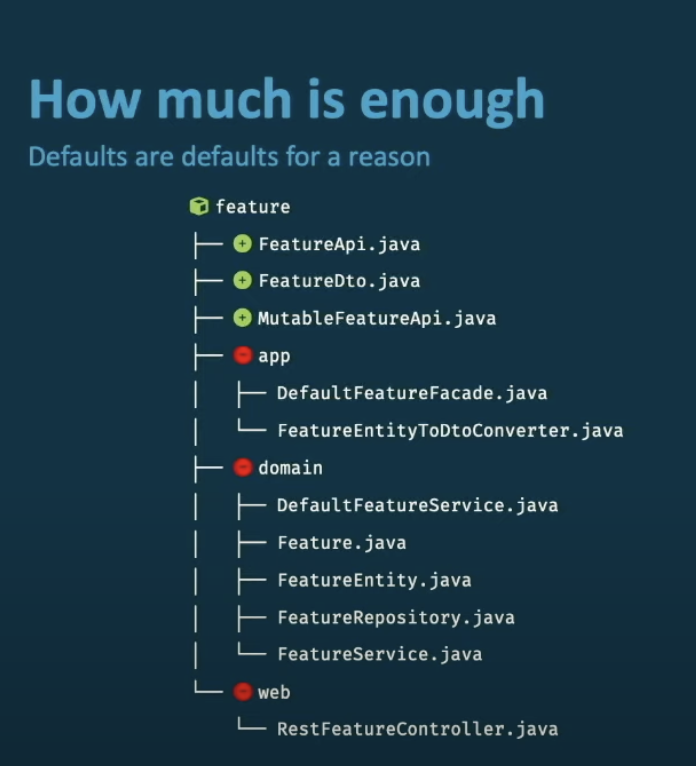 How much is enough
Defaults are defaults for a reason
feature
FeatureApi.java
FeatureDto.java
MutableFeatureApi.java
app
DefaultFeatureFacade.java
FeatureEntityToDtoConverter.java
domain
DefaultFeatureService.java
Feature.java
FeatureEntity.java
FeatureRepository.java
FeatureService.java
web
RestFeatureController.java